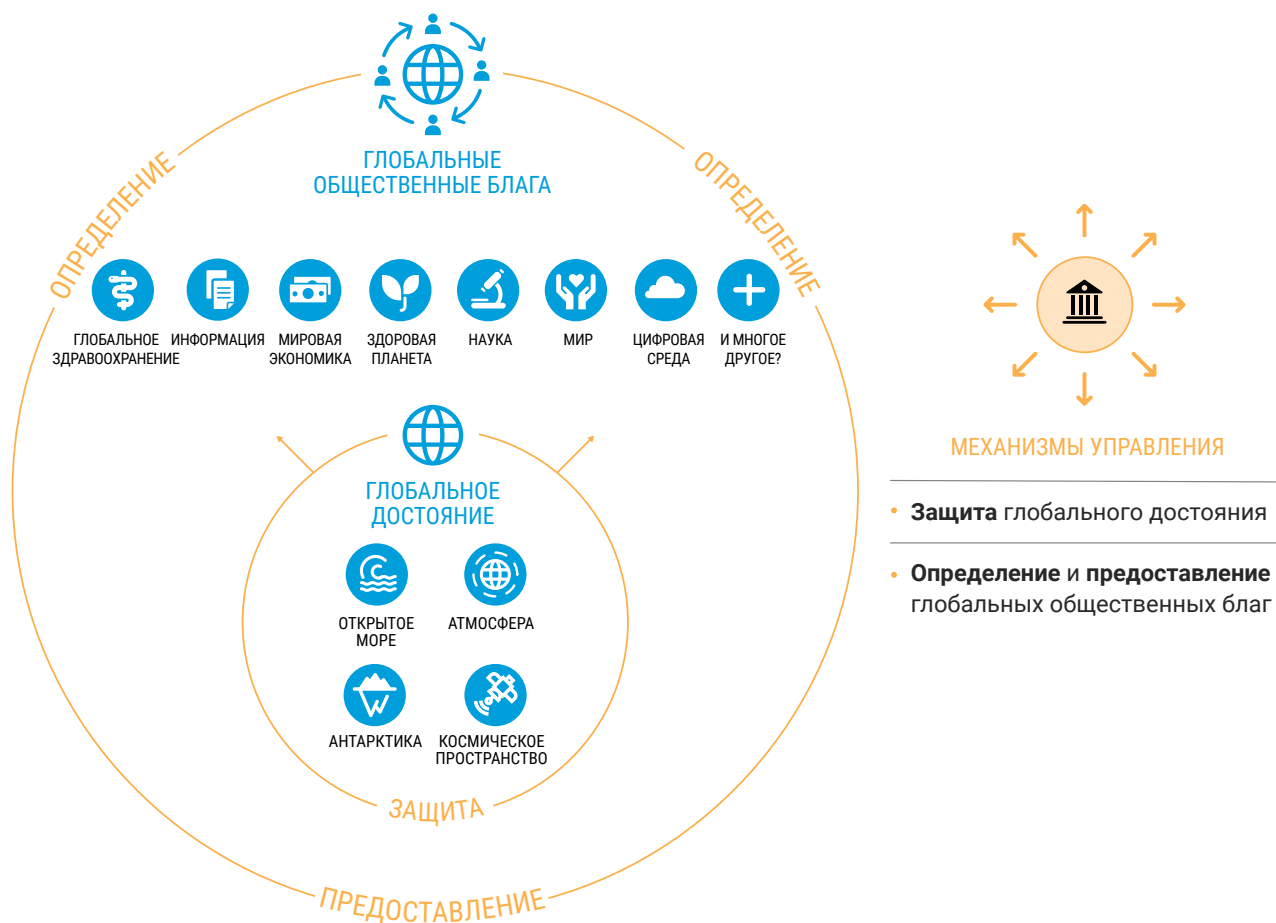 ГЛОБАЛЬНЫЕ
ОБЩЕСТВЕННЫЕ БЛАГА
ОПРЕДЕЛЕНИЕ
ОПРЕДЕЛЕНИЕ
ГЛОБАЛЬНОЕ
ЗДРАВООХРАНЕНИЕ
ИНФОРМАЦИЯ
МИРОВАЯ
ЭКОНОМИКА
ЗДОРОВАЯ
ПЛАНЕТА
НАУКА
МИР
ЦИФРОВАЯ
СРЕДА
И МНОГОЕ
ДРУГОЕ?
ГЛОБАЛЬНОЕ
ДОСТОЯНИЕ
ОТКРЫТОЕ
МОРЕ
АТМОСФЕРА
АНТАРКТИКА
КОСМИЧЕСКОЕ
ПРОСТРАНСТВО
ЗАЩИТА
ПРЕДОСТАВЛЕНИЕ
МЕХАНИЗМЫ УПРАВЛЕНИЯ
• Защита глобального достояния
• Определение и предоставление
глобальных общественных благ